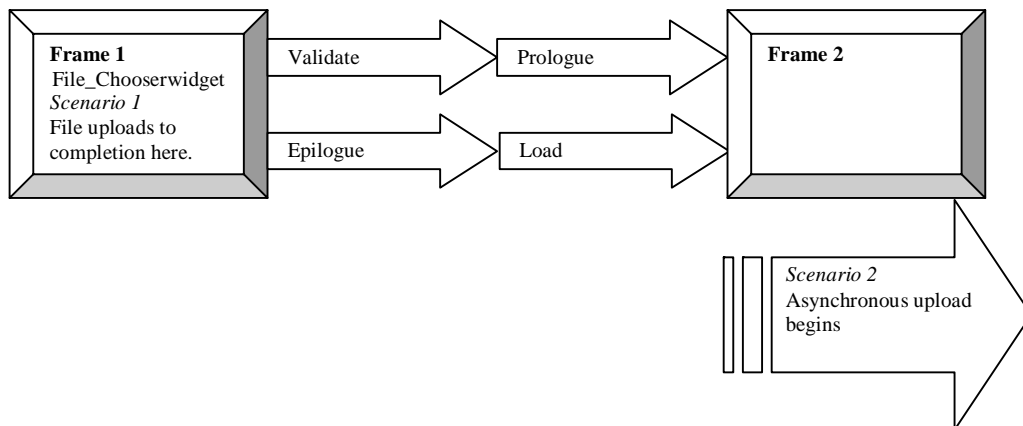 Frame 1
File_Chooserwidget
Scenario 1
File uploads to
completion here.
Validate
Prologue
Epilogue
Load
Frame 2
Scenario 2
Asynchronous upload
begins